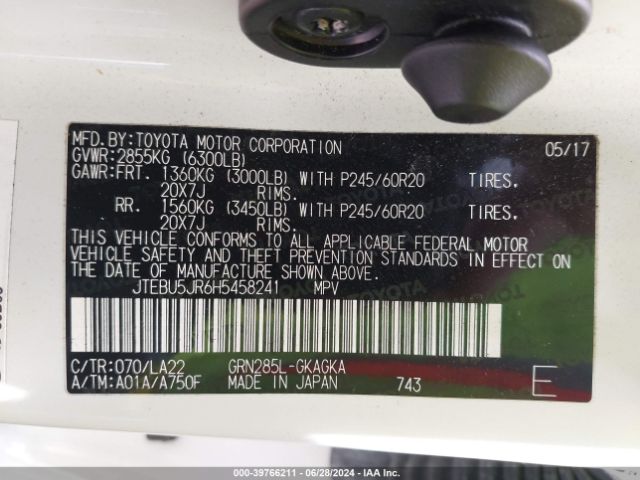 MFD.BY:TOYOTA MOTOR CORPORATION 05/17
GVWR:2855KG (6300LB)
GAWR:FRT. 1360KG (3000LB) WITH P245/60R20 TIRES.
20X7J RIMS.
RR. 1560KG (3450LB) WITH P245/60R20 TIRES.
20X7J RIMS.
THIS VEHICLE CONFORMS TO ALL APPLICABLE FEDERAL MOTOR
VEHICLE SAFETY AND THEFT PREVENTION STANDARDS IN EFFECT ON
THE DATE OF MANUFACTURE SHOWN ABOVE.
JTEBU5JR6H5458241 MPV
C/TR:070/LA22 GRN285L-GKAGKA
A/TM:A01A/A750F MADE IN JAPAN 743 E
000-39766211 - 06/28/2024 - IAA Inc.